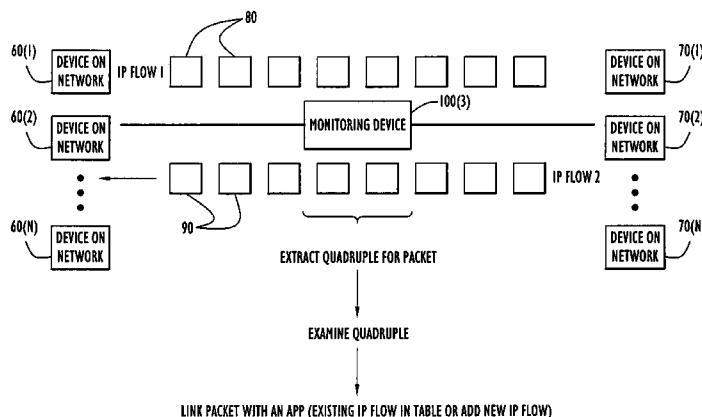 80
60(1)
DEVICE ON
NETWORK
IP FLOW 1
70(1)
DEVICE ON
NETWORK
100(3)
60(2)
DEVICE ON
NETWORK
MONITORING DEVICE
70(2)
DEVICE ON
NETWORK
IP FLOW 2
90
60(N)
DEVICE ON
NETWORK
70(N)
DEVICE ON
NETWORK
EXTRACT QUADRUPLE FOR PACKET
EXAMINE QUADRUPLE
LINK PACKET WITH AN APP (EXISTING IP FLOW IN TABLE OR ADD NEW IP FLOW)